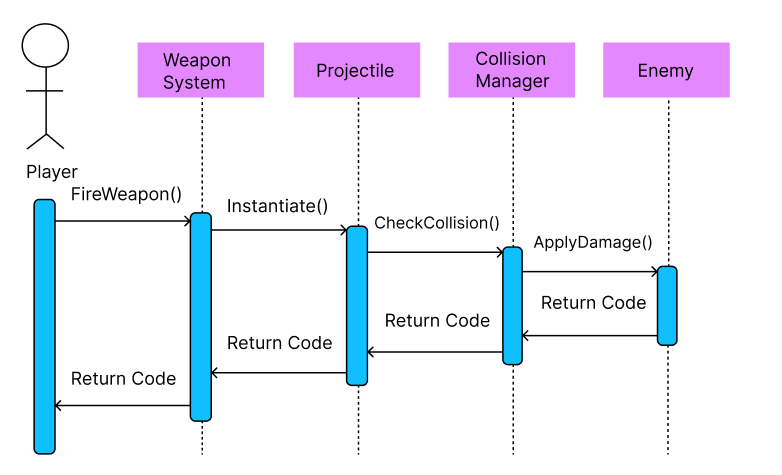 Weapon
System
Projectile
Collision
Manager
Enemy
Player
FireWeapon()
Instantiate()
CheckCollision()
ApplyDamage()
Return Code
Return Code
Return Code
Return Code